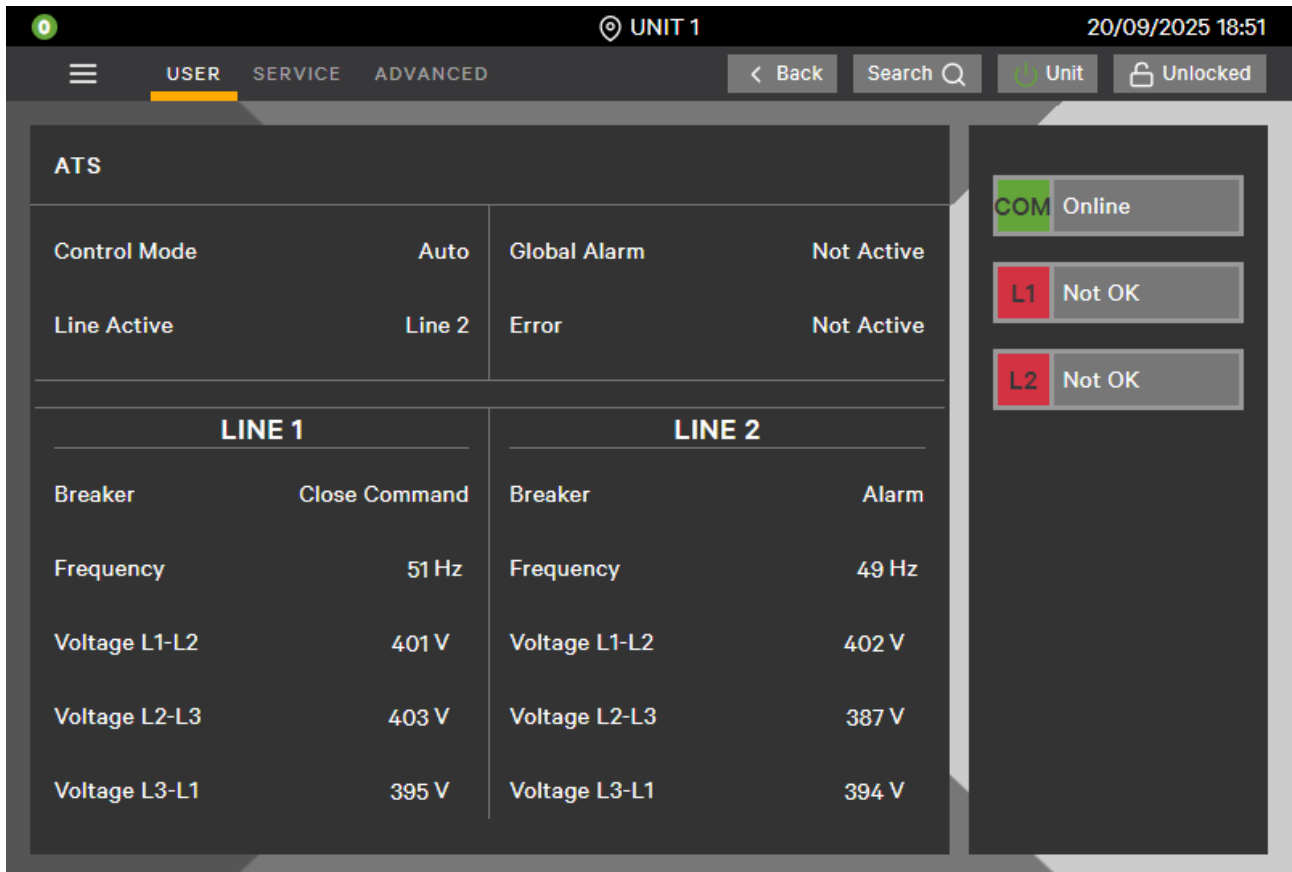 0 UNIT 1 20/09/2025 18:51
USER SERVICE ADVANCED Back Search Unit Unlocked
ATS
Control Mode Auto Global Alarm Not Active
Line Active Line 2 Error Not Active
COM Online
L1 Not OK
L2 Not OK
LINE 1 LINE 2
Breaker Close Command Breaker Alarm
Frequency 51 Hz Frequency 49 Hz
Voltage L1-L2 401 V Voltage L1-L2 402 V
Voltage L2-L3 403 V Voltage L2-L3 387 V
Voltage L3-L1 395 V Voltage L3-L1 394 V